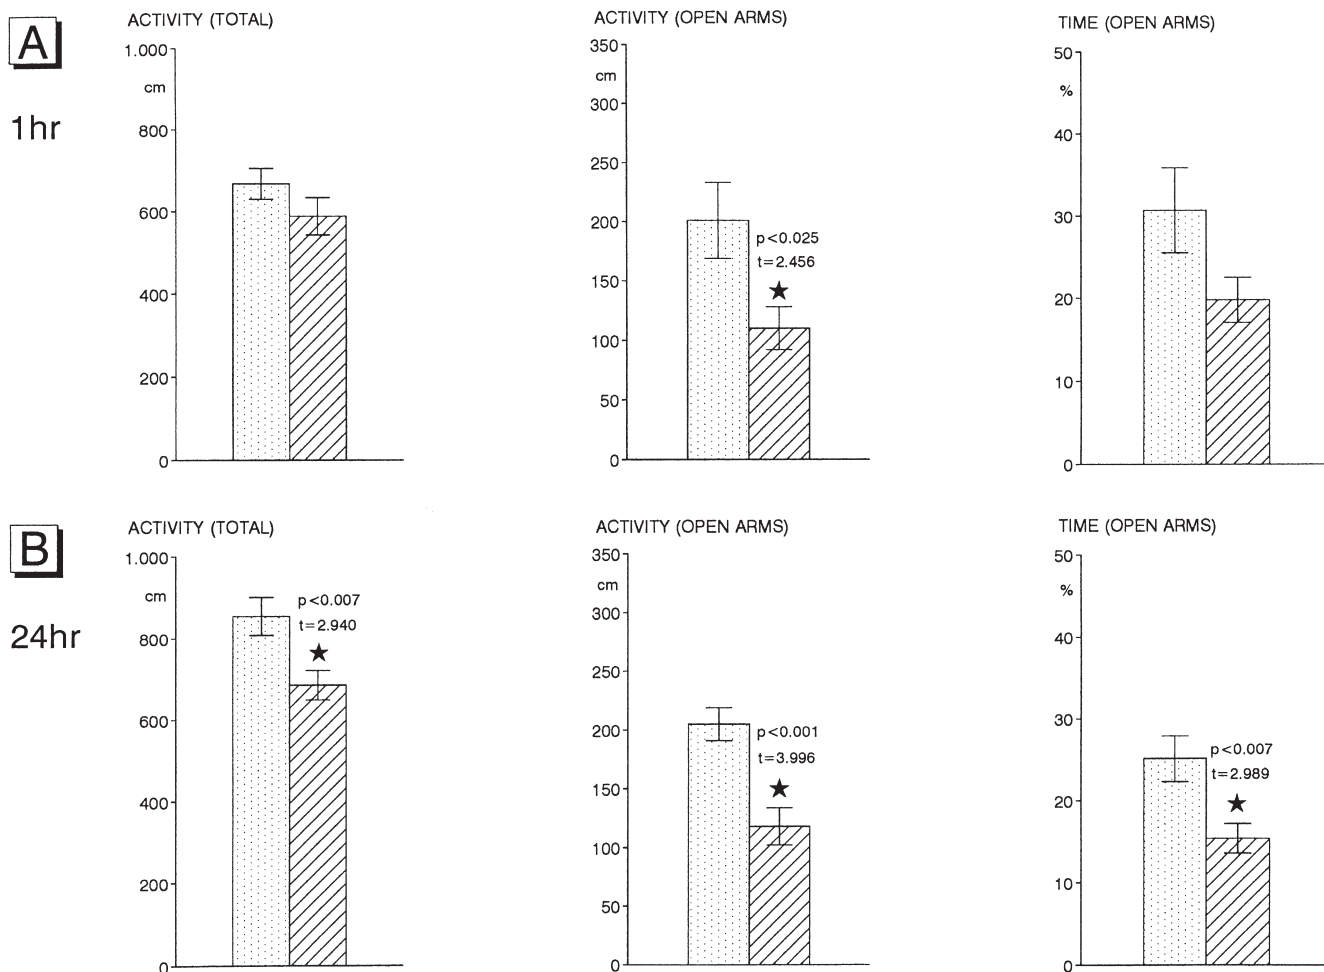 A
1hr
ACTIVITY (TOTAL)
1.000
cm
800
600
400
200
0
ACTIVITY (OPEN ARMS)
350
cm
300
250
200
150
100
50
0
p<0.025
t=2.456
★
TIME (OPEN ARMS)
50
%
40
30
20
10
0
B
24hr
ACTIVITY (TOTAL)
1.000
cm
800
600
400
200
0
p<0.007
t=2.940
★
ACTIVITY (OPEN ARMS)
350
cm
300
250
200
150
100
50
0
p<0.001
t=3.996
★
TIME (OPEN ARMS)
50
%
40
30
20
10
0
p<0.007
t=2.989
★